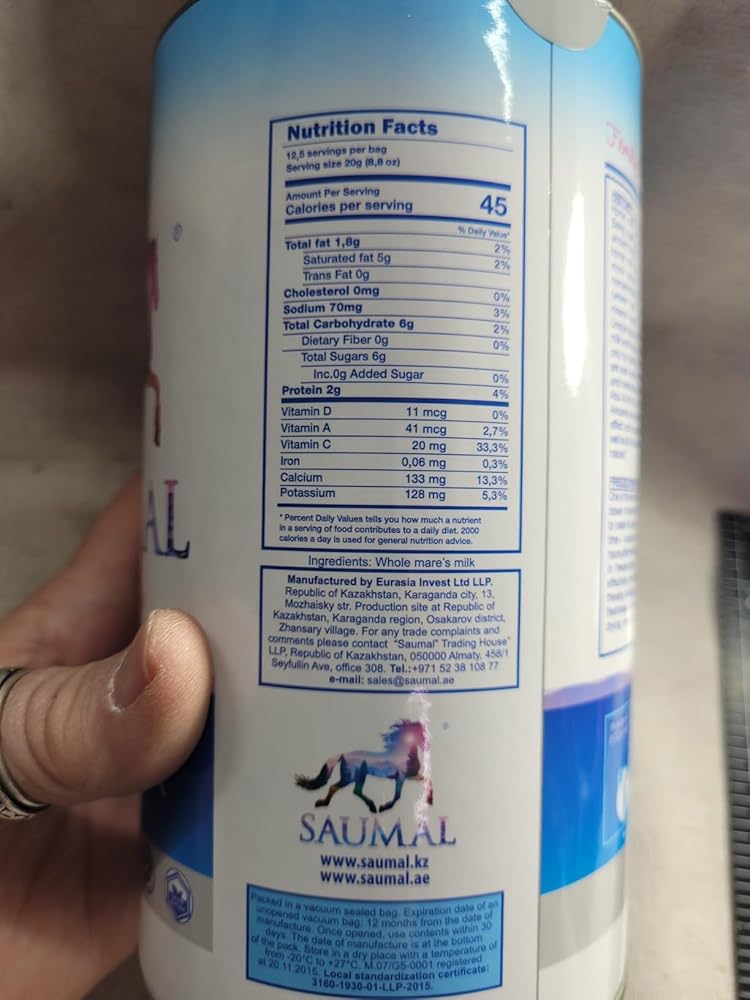 Nutrition Facts
12,5 servings per bag
Serving size 20g (8,8 oz)
Amount Per Serving
Calories per serving 45
% Daily Value*
Total fat 1,8g 2%
Saturated fat 5g 2%
Trans Fat 0g
Cholesterol 0mg 0%
Sodium 70mg 3%
Total Carbohydrate 6g 2%
Dietary Fiber 0g 0%
Total Sugars 6g
Inc.0g Added Sugar 0%
Protein 2g 4%
Vitamin D 11 mcg 0%
Vitamin A 41 mcg 2,7%
Vitamin C 20 mg 33,3%
Iron 0,06 mg 0,3%
Calcium 133 mg 13,3%
Potassium 128 mg 5,3%
* Percent Daily Values tells you how much a nutrient
in a serving of food contributes to a daily diet. 2000
calories a day is used for general nutrition advice.
Ingredients: Whole mare's milk
Manufactured by Eurasia Invest Ltd LLP.
Republic of Kazakhstan, Karaganda city, 13,
Mozhaisky str. Production site at Republic of
Kazakhstan, Karaganda region, Osakarov district,
Zhansary village. For any trade complaints and
comments please contact "Saumal" Trading House"
LLP, Republic of Kazakhstan, 050000 Almaty, 458/1
Seyfullin Ave, office 308. Tel.:+971 52 38 108 77
e-mail: sales@saumal.ae
AL
SAUMAL
www.saumal.kz
www.saumal.ae
Packed in a vacuum sealed bag. Expiration date of an
unopened vacuum bag: 12 months from the date of
manufacture. Once opened, use contents within 30
days. The date of manufacture is at the bottom
of the pack. Store in a dry place with a temperature of
from -20°C to +27°C. M.07/G5-0001 registered
at 20.11.2015. Local standardization certificate:
3160-1930-01-LLP-2015.